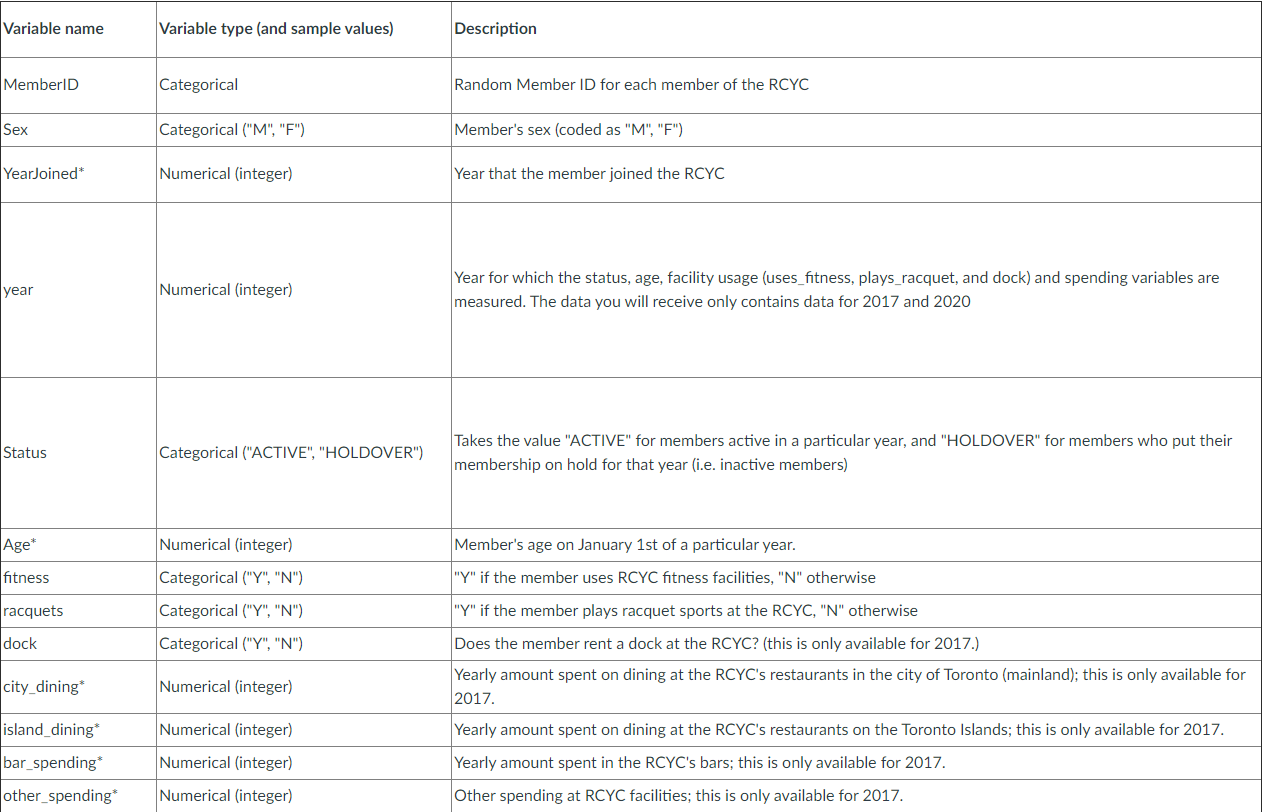 Variable name Variable type (and sample values) Description
MemberID Categorical Random Member ID for each member of the RCYC
Sex Categorical ("M", "F") Member's sex (coded as "M", "F")
YearJoined* Numerical (integer) Year that the member joined the RCYC
year Numerical (integer) Year for which the status, age, facility usage (uses_fitness, plays_racquet, and dock) and spending variables are
measured. The data you will receive only contains data for 2017 and 2020
Status Categorical ("ACTIVE", "HOLDOVER") Takes the value "ACTIVE" for members active in a particular year, and "HOLDOVER" for members who put their
membership on hold for that year (i.e. inactive members)
Age* Numerical (integer) Member's age on January 1st of a particular year.
fitness Categorical ("Y", "N") "Y" if the member uses RCYC fitness facilities, "N" otherwise
racquets Categorical ("Y", "N") "Y" if the member plays racquet sports at the RCYC, "N" otherwise
dock Categorical ("Y", "N") Does the member rent a dock at the RCYC? (this is only available for 2017.)
city_dining* Numerical (integer) Yearly amount spent on dining at the RCYC's restaurants in the city of Toronto (mainland); this is only available for
2017.
island_dining* Numerical (integer) Yearly amount spent on dining at the RCYC's restaurants on the Toronto Islands; this is only available for 2017.
bar_spending* Numerical (integer) Yearly amount spent in the RCYC's bars; this is only available for 2017.
other_spending* Numerical (integer) Other spending at RCYC facilities; this is only available for 2017.